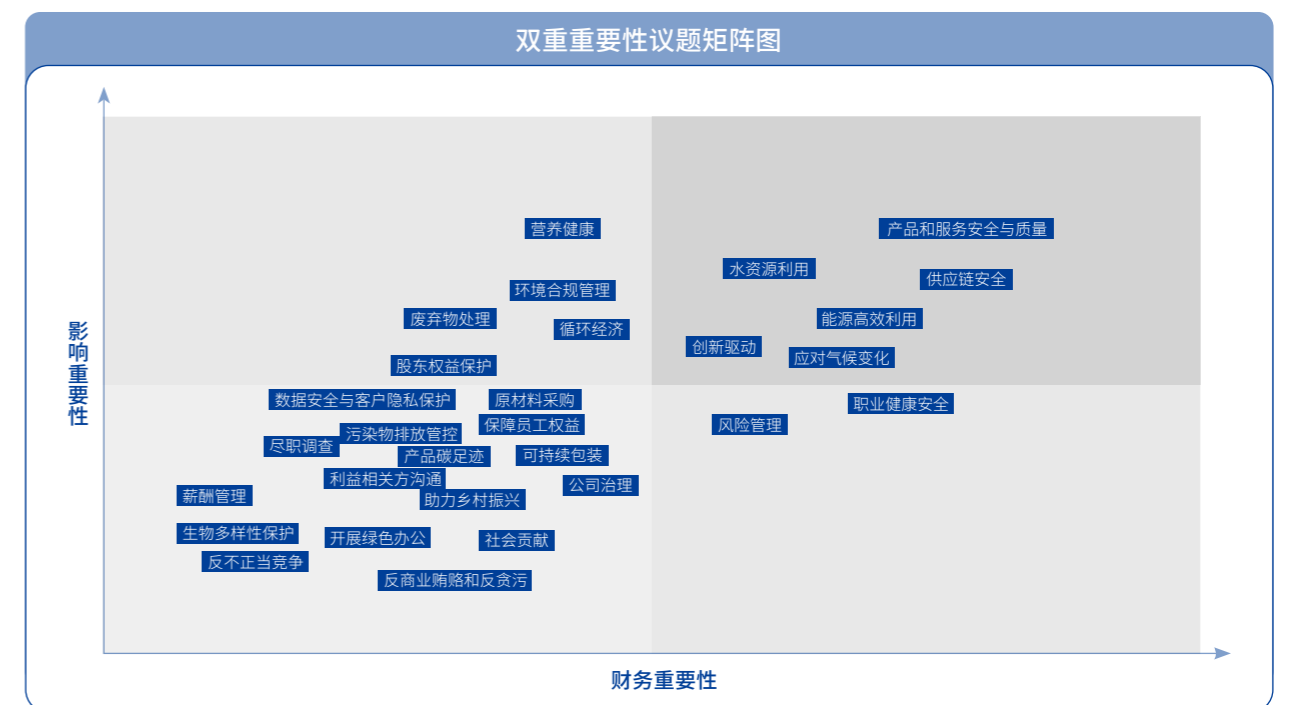 双重重要性议题矩阵图
影响重要性
营养健康
产品和服务安全与质量
水资源利用
供应链安全
环境合规管理
废弃物处理
循环经济
能源高效利用
创新驱动
应对气候变化
股东权益保护
数据安全与客户隐私保护
原材料采购
职业健康安全
保障员工权益
风险管理
污染物排放管控
尽职调查
产品碳足迹
可持续包装
利益相关方沟通
公司治理
薪酬管理
助力乡村振兴
生物多样性保护
开展绿色办公
社会贡献
反不正当竞争
反商业贿赂和反贪污
财务重要性